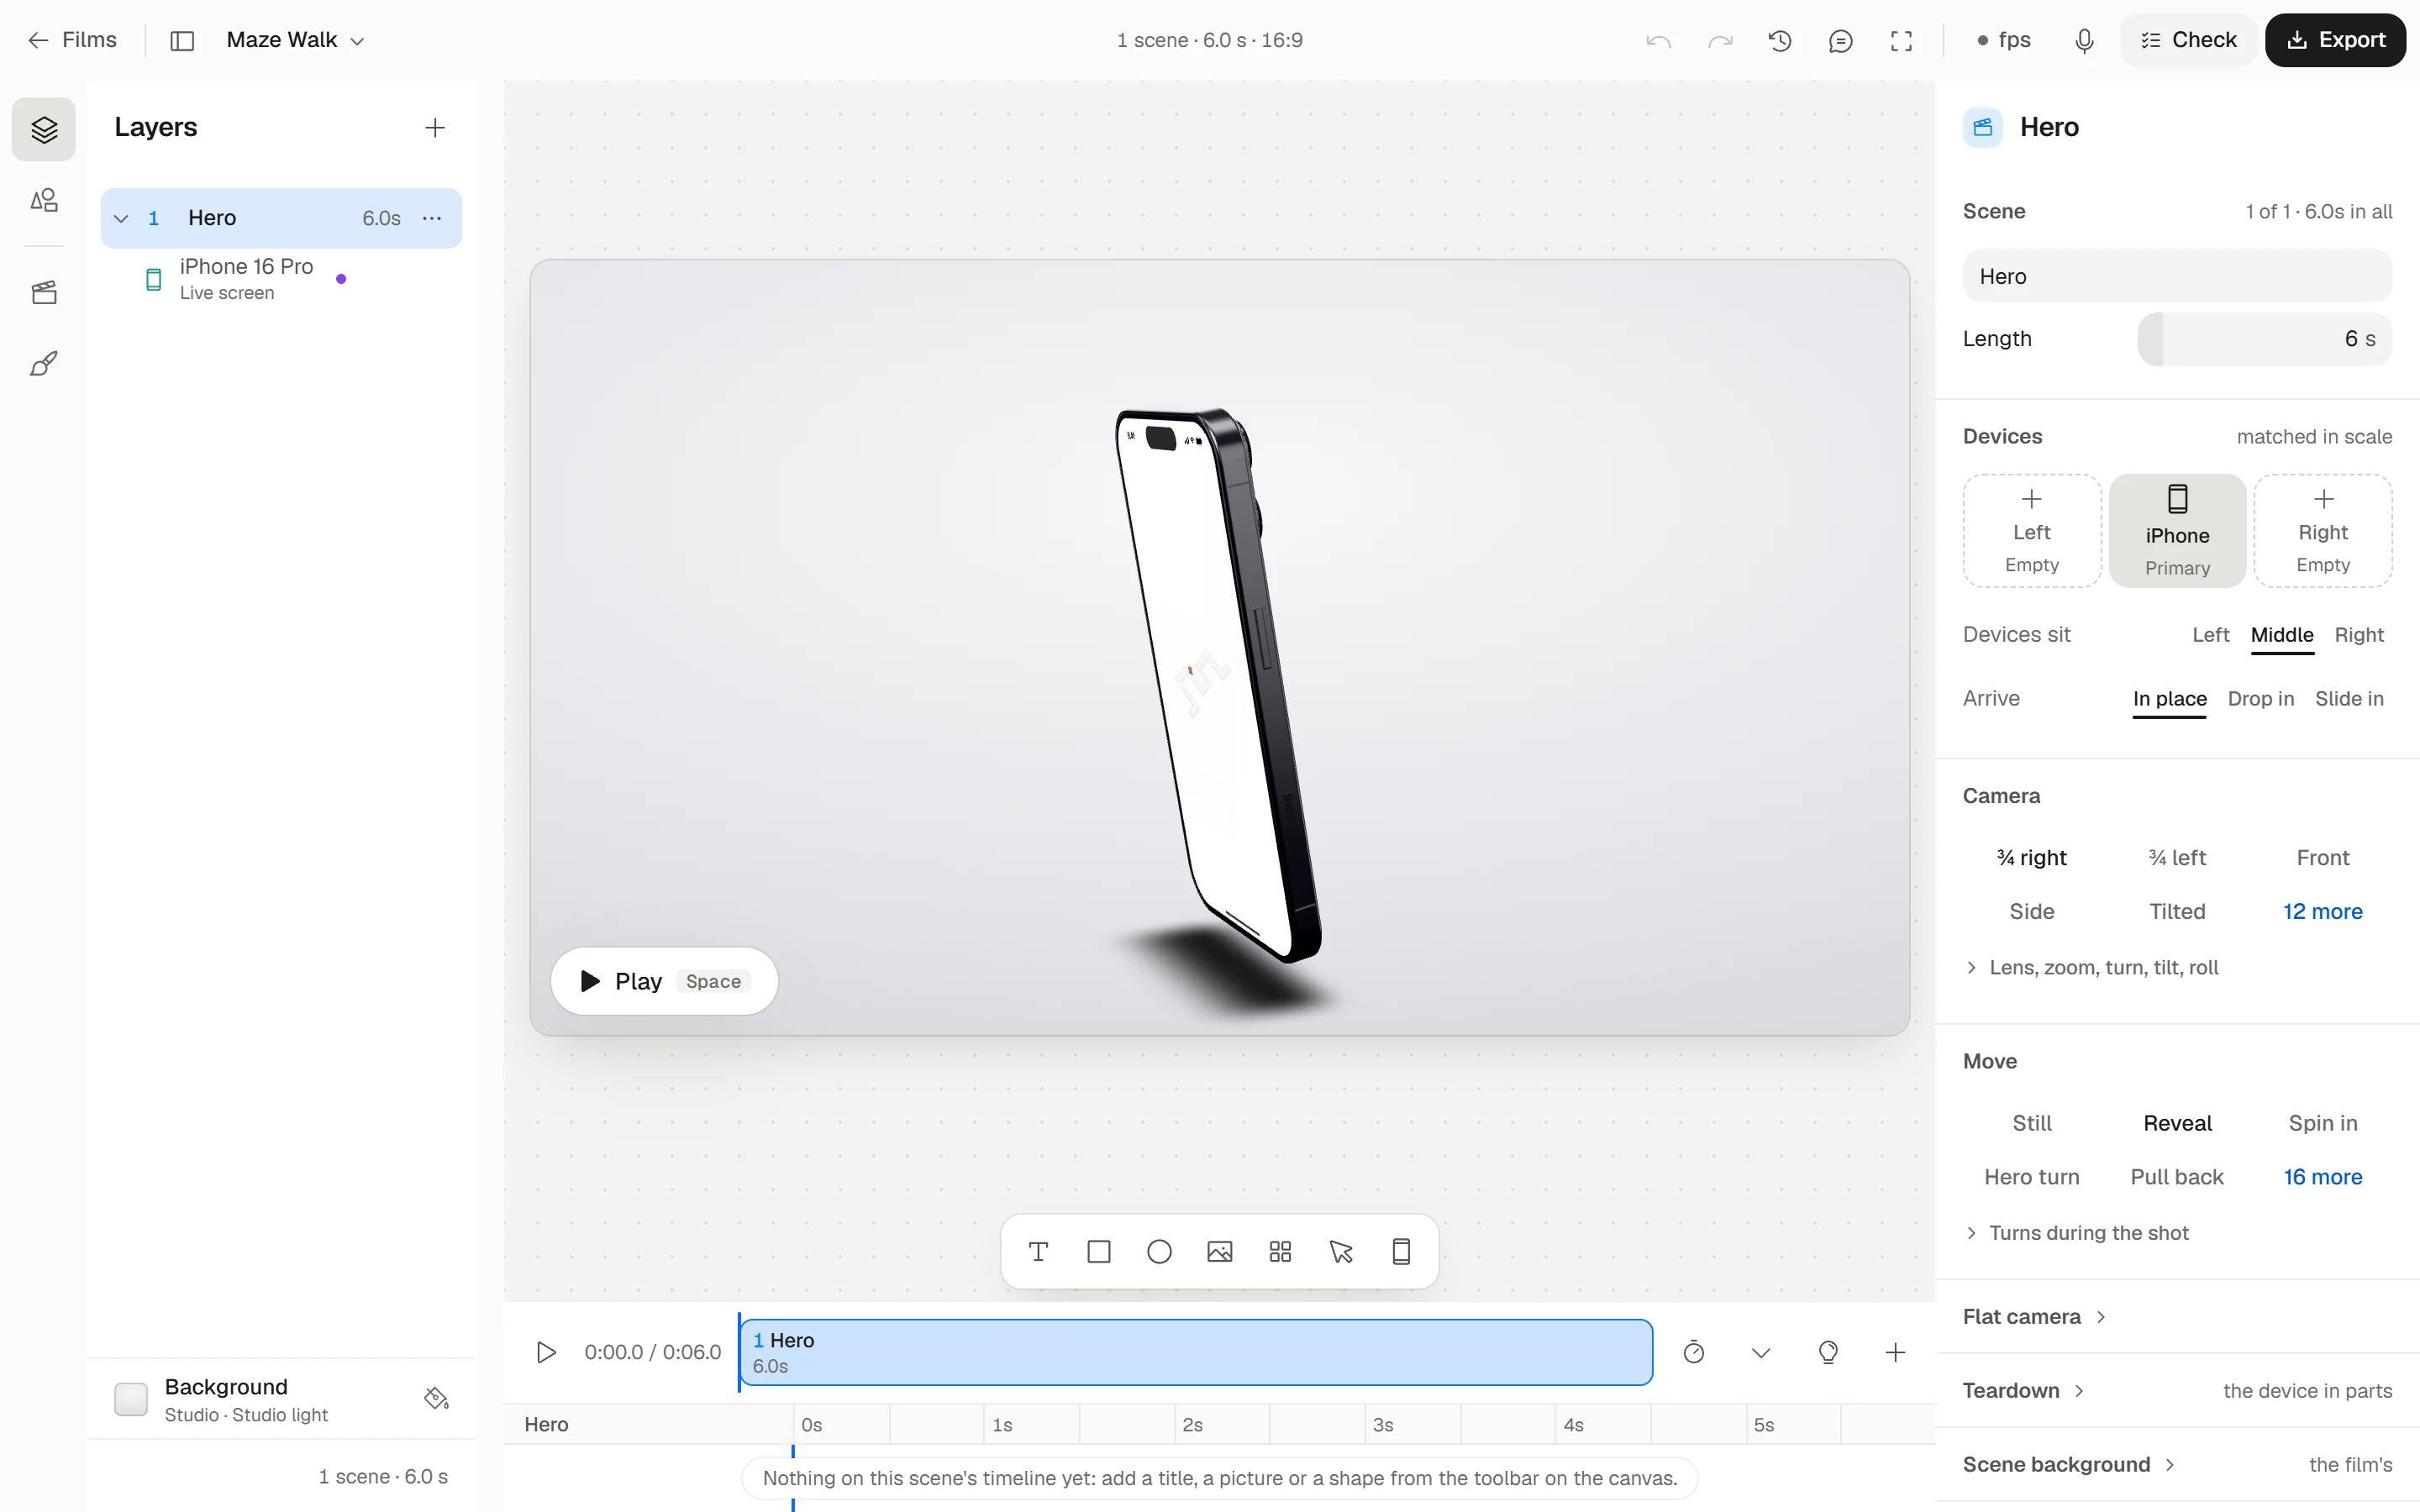 Films
Maze Walk
1 scene · 6.0 s · 16:9
fps
Check
Export
Layers
1 Hero 6.0s
iPhone 16 Pro
Live screen
Background
Studio · Studio light
1 scene · 6.0 s
Play Space
0:00.0 / 0:06.0
1 Hero
6.0s
Hero 0s 1s 2s 3s 4s 5s
Nothing on this scene's timeline yet: add a title, a picture or a shape from the toolbar on the canvas.
Hero
Scene 1 of 1 · 6.0s in all
Hero
Length 6 s
Devices matched in scale
Left iPhone Right
Empty Primary Empty
Devices sit Left Middle Right
Arrive In place Drop in Slide in
Camera
¾ right ¾ left Front
Side Tilted 12 more
Lens, zoom, turn, tilt, roll
Move
Still Reveal Spin in
Hero turn Pull back 16 more
Turns during the shot
Flat camera
Teardown the device in parts
Scene background the film's